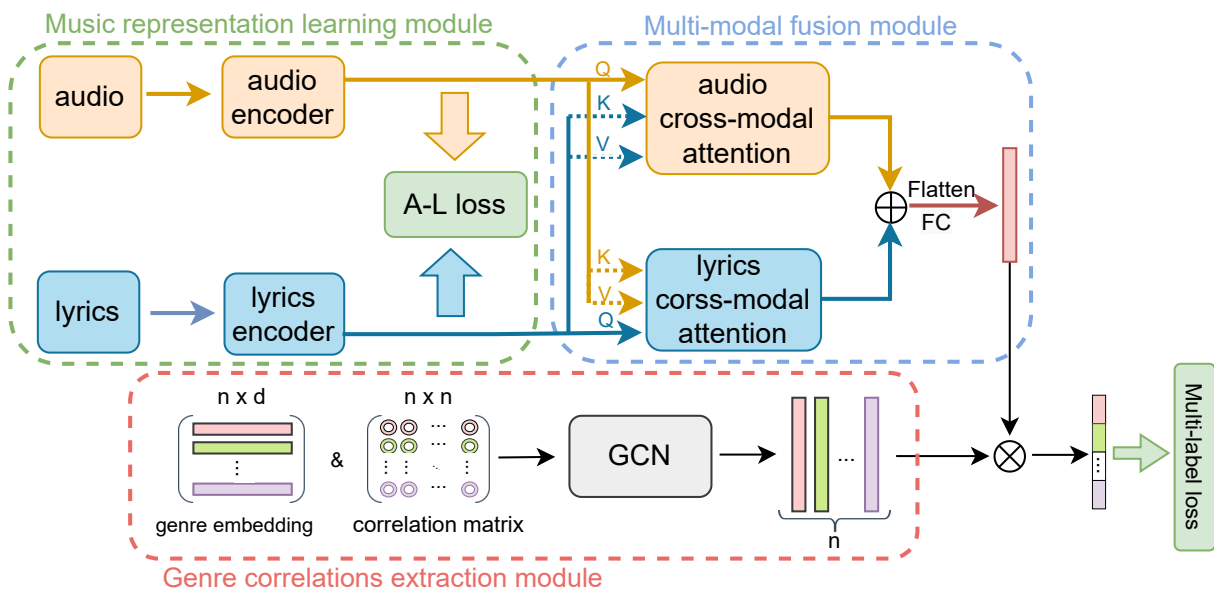 Music representation learning module
Multi-modal fusion module
audio
audio
encoder
A-L loss
lyrics
lyrics
encoder
Q
K
V
audio
cross-modal
attention
K
V
Q
lyrics
corss-modal
attention
Flatten
FC
n x d
genre embedding
&
n x n
correlation matrix
GCN
...
n
Multi-label loss
Genre correlations extraction module